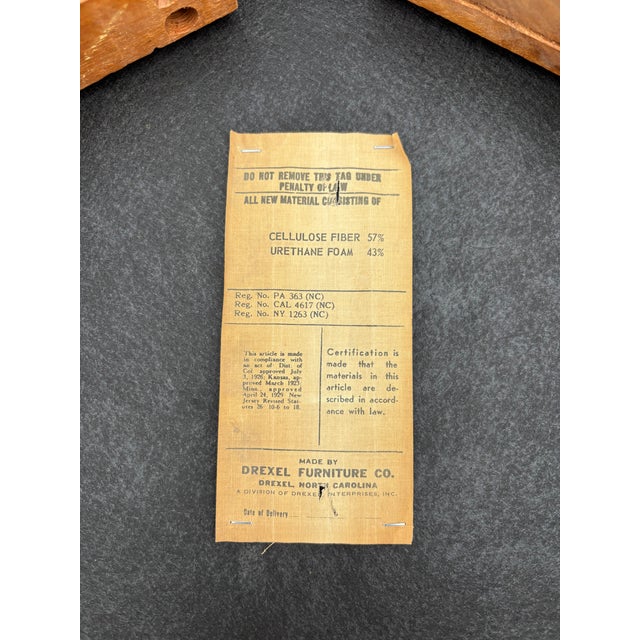 DO NOT REMOVE THIS TAG UNDER
PENALTY OF LAW
ALL NEW MATERIAL CONSISTING OF
CELLULOSE FIBER 57%
URETHANE FOAM 43%
Reg. No. PA 363 (NC)
Reg. No. CAL 4617 (NC)
Reg. No. NY 1263 (NC)
This article is made
in compliance with
an act of Dist. of
Col. approved July
3, 1926; Kansas, ap-
proved March 1923
Minn., approved
April 24, 1929 New
Jersey Revised Stat-
utes 26-10-6 to 18.
Certification is
made that the
materials in this
article are de-
scribed in accord-
ance with law.
MADE BY
DREXEL FURNITURE CO.
DREXEL, NORTH CAROLINA
A DIVISION OF DREXEL ENTERPRISES, INC.
Date of Delivery